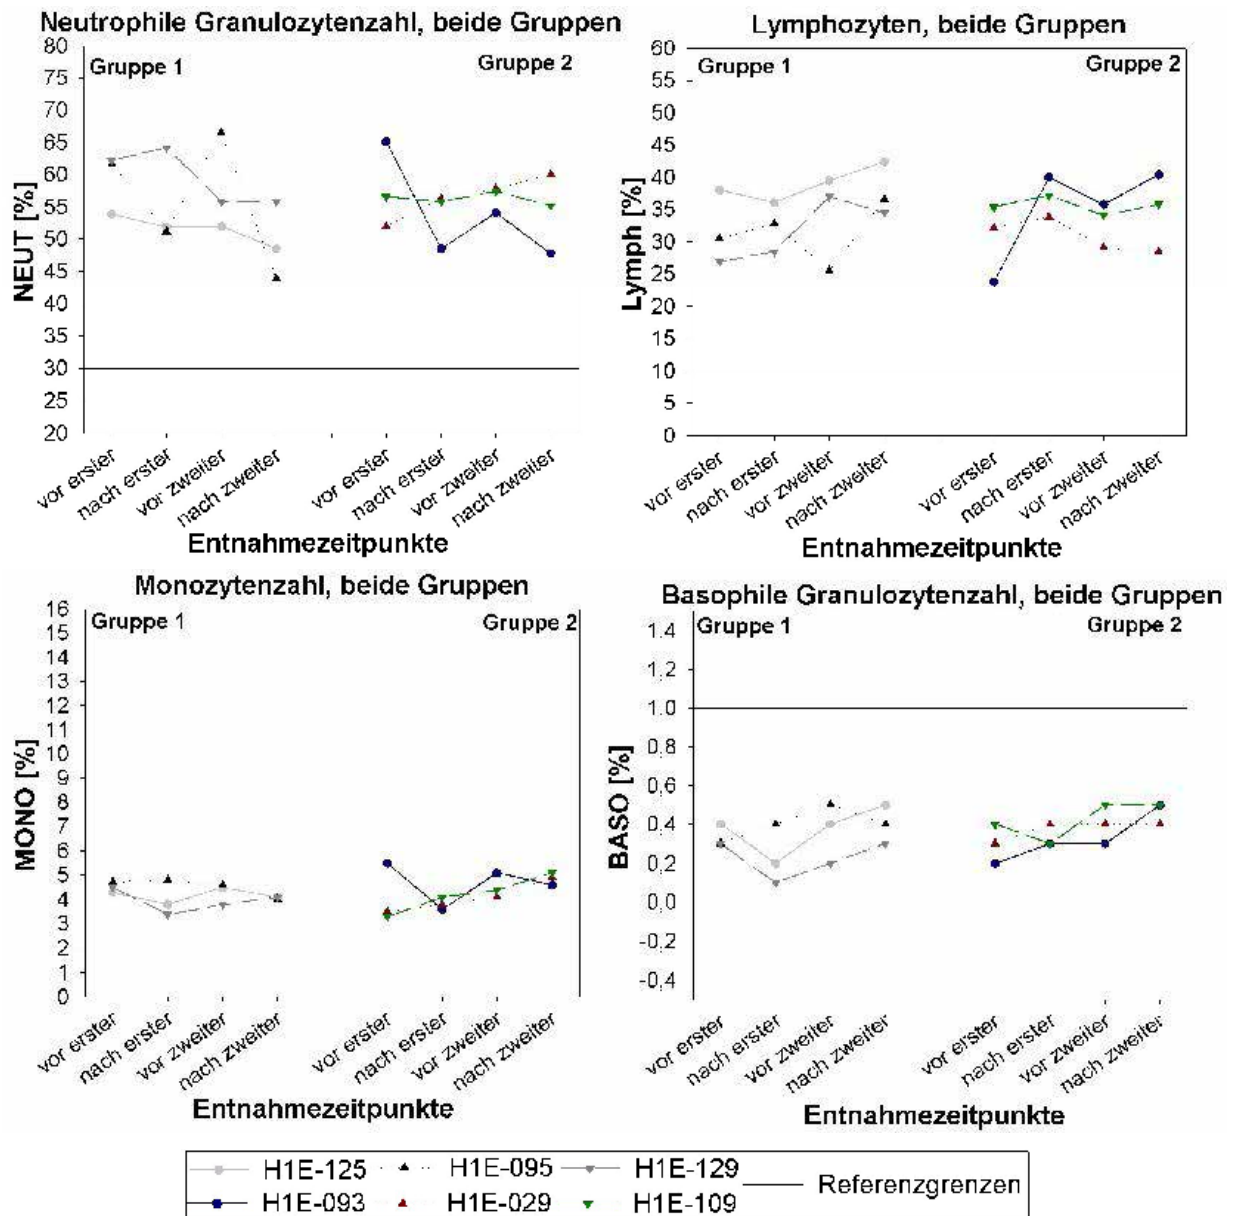 Neutrophile Granulozytenzahl, beide Gruppen
Gruppe 1
Gruppe 2
NEUT [%]
80
75
70
65
60
55
50
45
40
35
30
25
20
vor erster
nach erster
vor zweiter
nach zweiter
vor erster
nach erster
vor zweiter
nach zweiter
Entnahmezeitpunkte
Lymphozyten, beide Gruppen
Gruppe 1
Gruppe 2
Lymph [%]
60
55
50
45
40
35
30
25
20
15
10
5
0
vor erster
nach erster
vor zweiter
nach zweiter
vor erster
nach erster
vor zweiter
nach zweiter
Entnahmezeitpunkte
Monozytenzahl, beide Gruppen
Gruppe 1
Gruppe 2
MONO [%]
16
15
14
13
12
11
10
9
8
7
6
5
4
3
2
1
0
vor erster
nach erster
vor zweiter
nach zweiter
vor erster
nach erster
vor zweiter
nach zweiter
Entnahmezeitpunkte
Basophile Granulozytenzahl, beide Gruppen
Gruppe 1
Gruppe 2
BASO [%]
1.4
1.2
1.0
0.8
0.6
0.4
0.2
0.0
-0.2
-0.4
vor erster
nach erster
vor zweiter
nach zweiter
vor erster
nach erster
vor zweiter
nach zweiter
Entnahmezeitpunkte
H1E-125 H1E-095 H1E-129
H1E-093 H1E-029 H1E-109
Referenzgrenzen